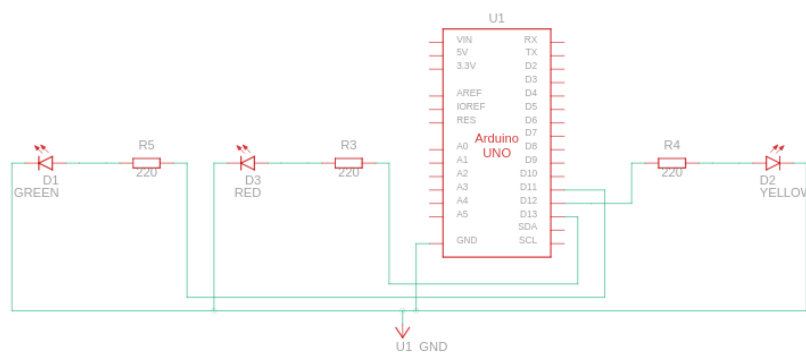 U1
VIN
5V
3.3V
AREF
IOREF
RES
A0
A1
A2
A3
A4
A5
GND
Arduino
UNO
RX
TX
D2
D3
D4
D5
D6
D7
D8
D9
D10
D11
D12
D13
SDA
SCL
D1
GREEN
R5
220
D3
RED
R3
220
R4
220
D2
YELLOW
U1 GND